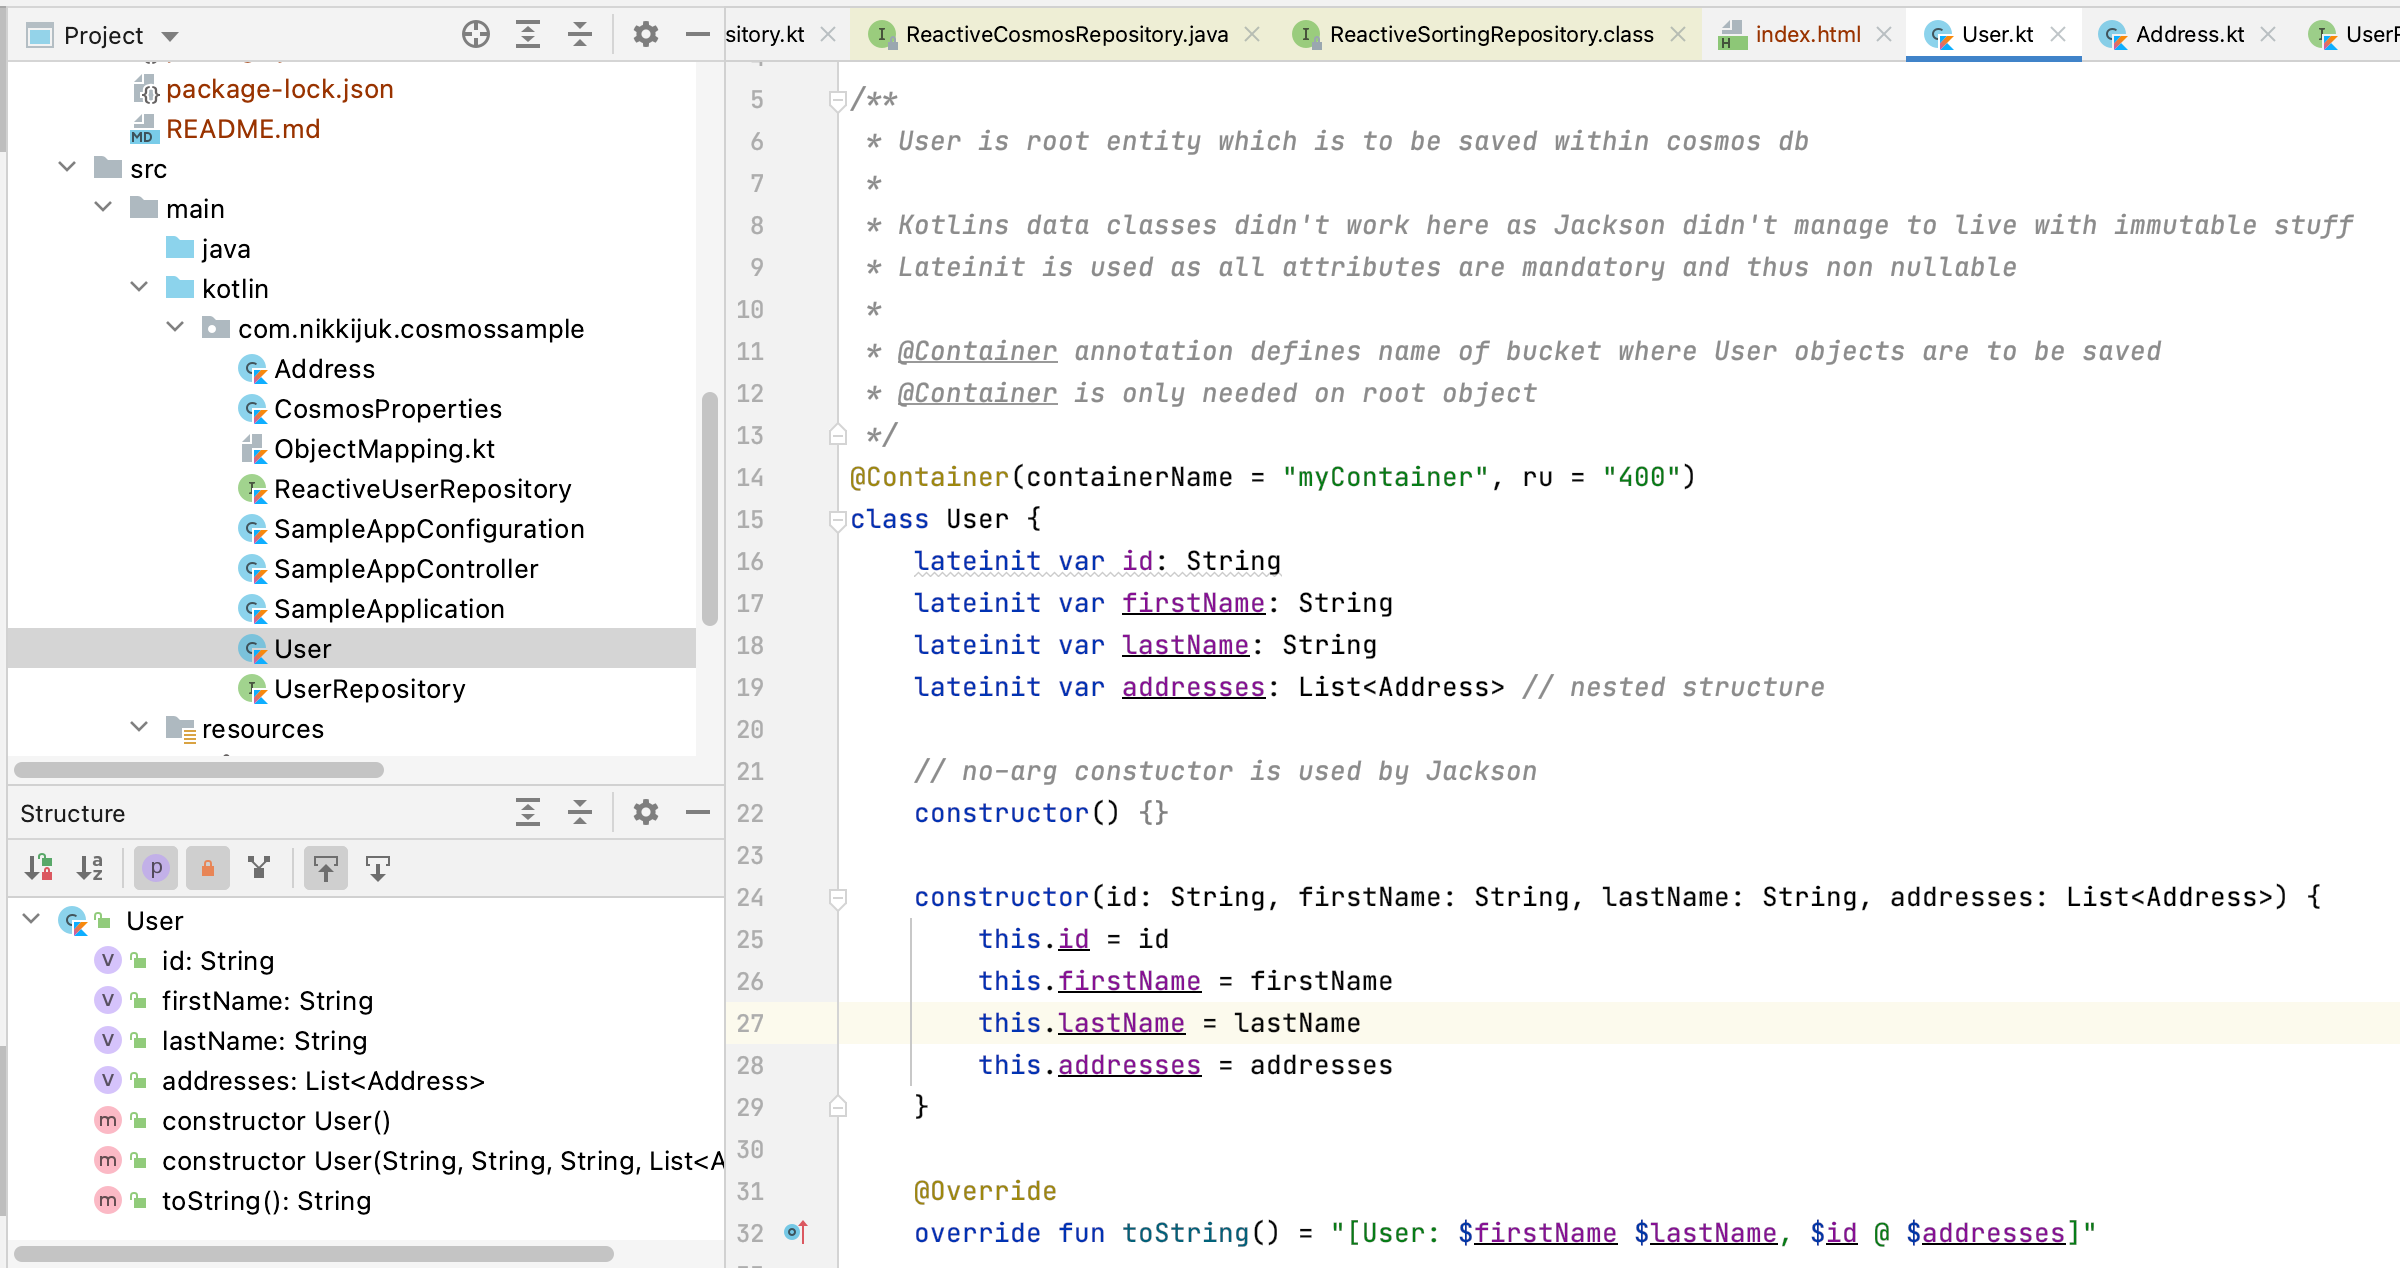 Project
package-lock.json
README.md
src
main
java
kotlin
com.nikkijuk.cosmossample
Address
CosmosProperties
ObjectMapping.kt
ReactiveUserRepository
SampleAppConfiguration
SampleAppController
SampleApplication
User
UserRepository
resources
Structure
User
id: String
firstName: String
lastName: String
addresses: List<Address>
constructor User()
constructor User(String, String, String, List<A
toString(): String
sitory.kt ReactiveCosmosRepository.java ReactiveSortingRepository.class index.html User.kt Address.kt UserR
5 /**
6 * User is root entity which is to be saved within cosmos db
7 *
8 * Kotlins data classes didn't work here as Jackson didn't manage to live with immutable stuff
9 * Lateinit is used as all attributes are mandatory and thus non nullable
10 *
11 * @Container annotation defines name of bucket where User objects are to be saved
12 * @Container is only needed on root object
13 */
14 @Container(containerName = "myContainer", ru = "400")
15 class User {
16 lateinit var id: String
17 lateinit var firstName: String
18 lateinit var lastName: String
19 lateinit var addresses: List<Address> // nested structure
20
21 // no-arg constuctor is used by Jackson
22 constructor() {}
23
24 constructor(id: String, firstName: String, lastName: String, addresses: List<Address>) {
25 this.id = id
26 this.firstName = firstName
27 this.lastName = lastName
28 this.addresses = addresses
29 }
30
31 @Override
32 override fun toString() = "[User: $firstName $lastName, $id @ $addresses]"